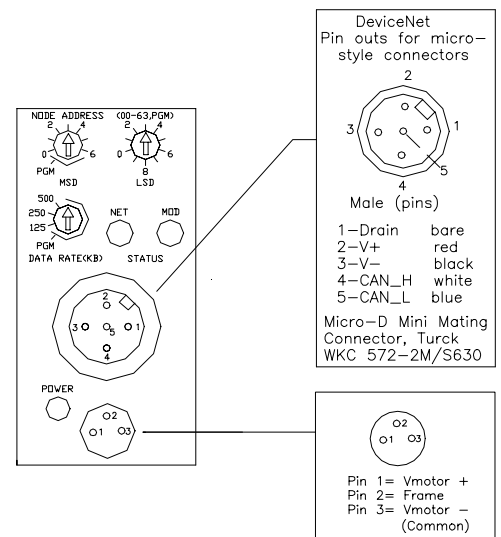 NODE ADDRESS (00-63,PGM)
2 4
0 6
PGM
MSD
2 4
0 6
8
LSD
500
250
125
PGM
DATA RATE(KB)
NET MOD
STATUS
2
3 5 1
4
POWER
2
1 3
DeviceNet
Pin outs for micro-
style connectors
2
3 1
5
4
Male (pins)
1-Drain bare
2-V+ red
3-V- black
4-CAN_H white
5-CAN_L blue
Micro-D Mini Mating
Connector, Turck
WKC 572-2M/S630
2
1 3
Pin 1= Vmotor +
Pin 2= Frame
Pin 3= Vmotor -
(Common)